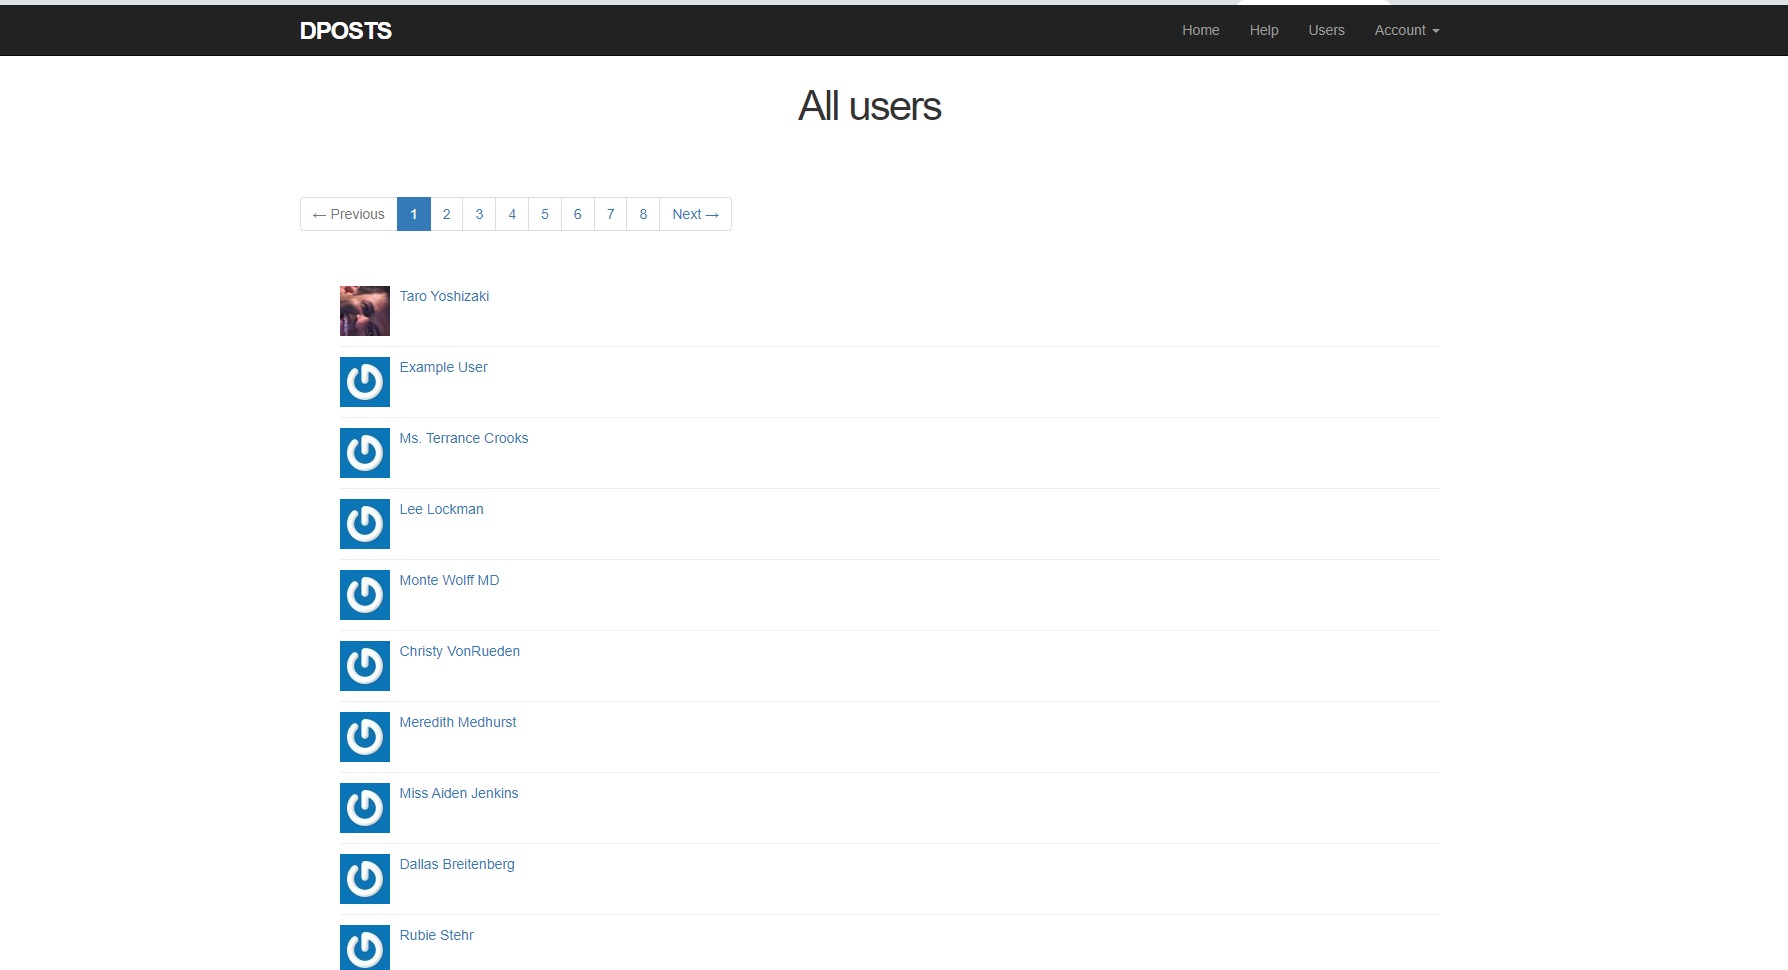 DPOSTS Home Help Users Account
All users
← Previous 1 2 3 4 5 6 7 8 Next →
Taro Yoshizaki
Example User
Ms. Terrance Crooks
Lee Lockman
Monte Wolff MD
Christy VonRueden
Meredith Medhurst
Miss Aiden Jenkins
Dallas Breitenberg
Rubie Stehr